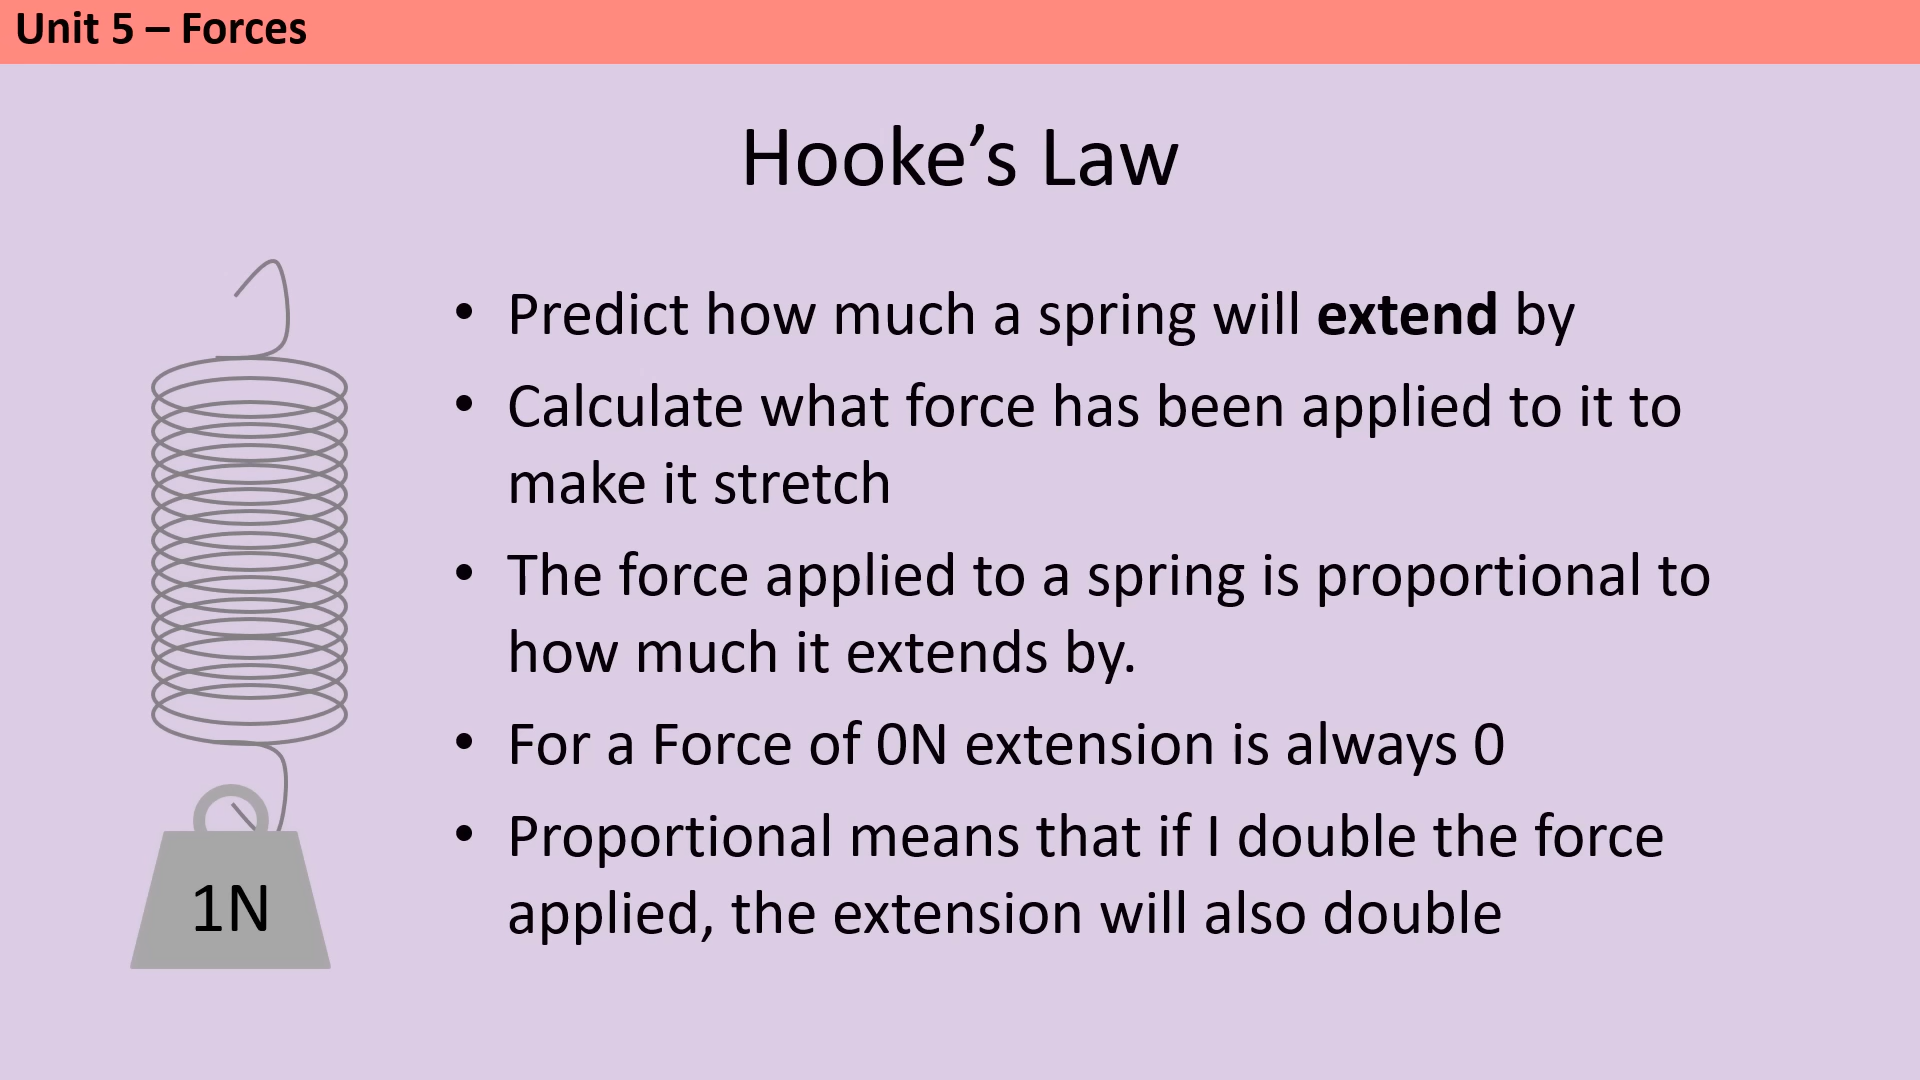 Unit 5 – Forces
Hooke’s Law
• Predict how much a spring will extend by
• Calculate what force has been applied to it to
make it stretch
• The force applied to a spring is proportional to
how much it extends by.
• For a Force of 0N extension is always 0
• Proportional means that if I double the force
applied, the extension will also double
1N